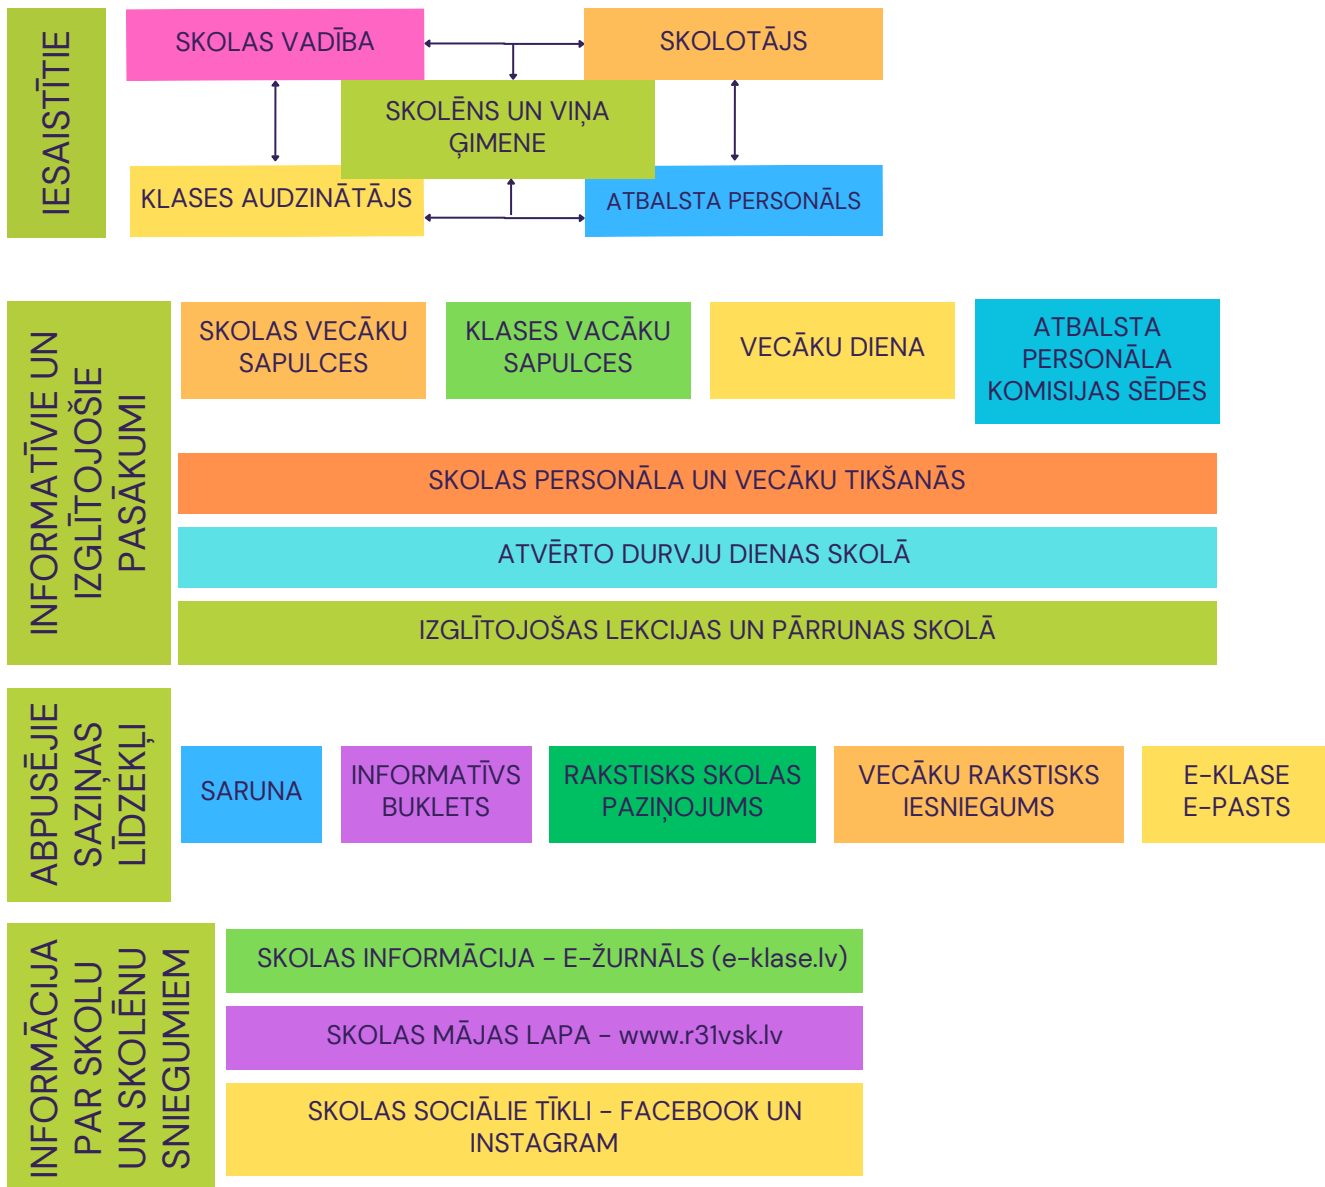 IESAISTĪTIE
SKOLAS VADĪBA
SKOLOTĀJS
SKOLĒNS UN VIŅA
ĢIMENE
KLASES AUDZINĀTĀJS
ATBALSTA PERSONĀLS
INFORMATĪVIE UN
IZGLĪTOJOŠIE
PASĀKUMI
SKOLAS VECĀKU
SAPULCES
KLASES VACĀKU
SAPULCES
VECĀKU DIENA
ATBALSTA
PERSONĀLA
KOMISIJAS SĒDES
SKOLAS PERSONĀLA UN VECĀKU TIKŠANĀS
ATVĒRTO DURVJU DIENAS SKOLĀ
IZGLĪTOJOŠAS LEKCIJAS UN PĀRRUNAS SKOLĀ
ABPUSĒJIE
SAZIŅAS
LĪDZEKĻI
SARUNA
INFORMATĪVS
BUKLETS
RAKSTISKS SKOLAS
PAZIŅOJUMS
VECĀKU RAKSTISKS
IESNIEGUMS
E-KLASE
E-PASTS
INFORMĀCIJA
PAR SKOLU
UN SKOLĒNU
SNIEGUMIEM
SKOLAS INFORMĀCIJA - E-ŽURNĀLS (e-klase.lv)
SKOLAS MĀJAS LAPA - www.r31vsk.lv
SKOLAS SOCIĀLIE TĪKLI - FACEBOOK UN
INSTAGRAM